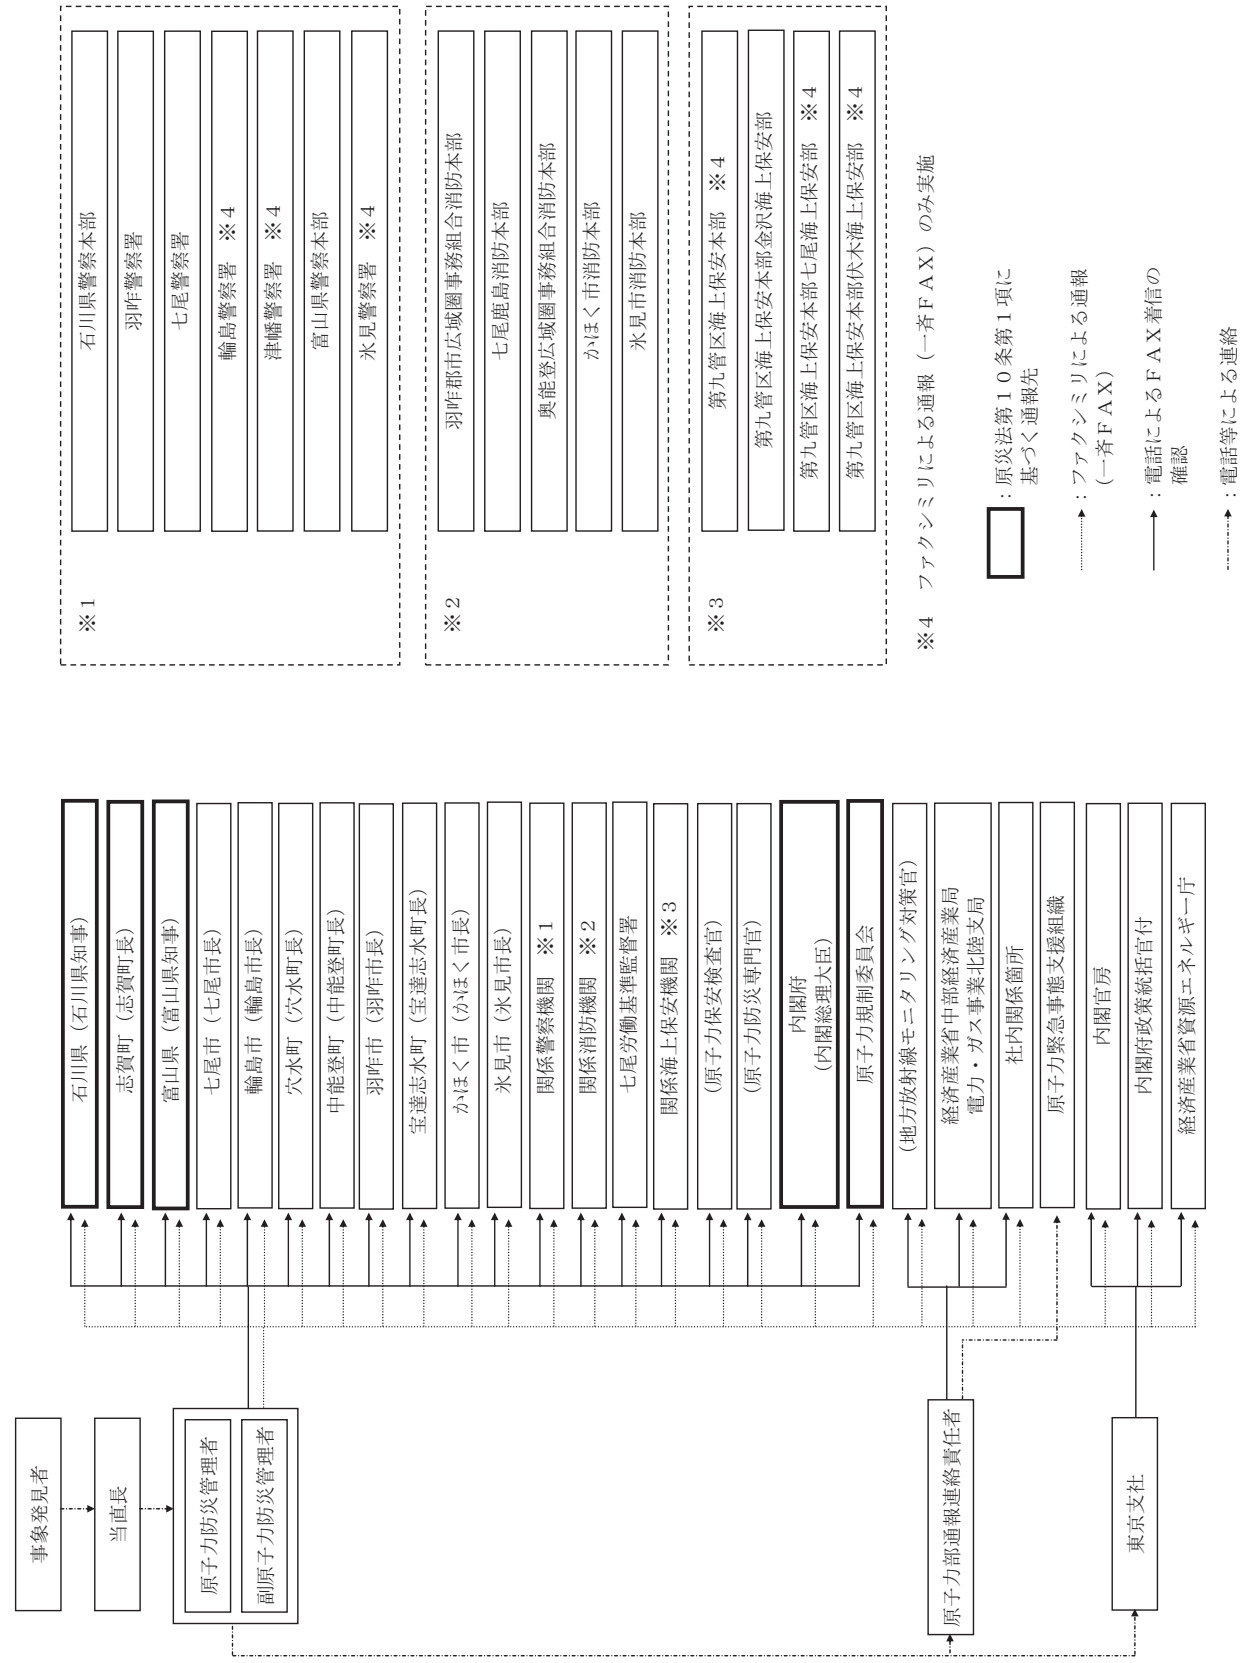 事象発見者
当直長
原子力防災管理者
副原子力防災管理者
原子力部通報連絡責任者
東京支社
石川県（石川県知事）
志賀町（志賀町長）
富山県（富山県知事）
七尾市（七尾市長）
輪島市（輪島市長）
穴水町（穴水町長）
中能登町（中能登町長）
羽咋市（羽咋市長）
宝達志水町（宝達志水町長）
かほく市（かほく市長）
氷見市（氷見市長）
関係警察機関　※１
関係消防機関　※２
七尾労働基準監督署
関係海上保安機関　※３
（原子力保安検査官）
（原子力防災専門官）
内閣府
（内閣総理大臣）
原子力規制委員会
（地方放射線モニタリング対策官）
経済産業省中部経済産業局
電力・ガス事業北陸支局
社内関係箇所
原子力緊急事態支援組織
内閣官房
内閣府政策統括官付
経済産業省資源エネルギー庁
※１
石川県警察本部
羽咋警察署
七尾警察署
輪島警察署　※４
津幡警察署　※４
富山県警察本部
氷見警察署　※４
※２
羽咋郡市広域圏事務組合消防本部
七尾鹿島消防本部
奥能登広域圏事務組合消防本部
かほく市消防本部
氷見市消防本部
※３
第九管区海上保安本部　※４
第九管区海上保安本部金沢海上保安部
第九管区海上保安本部七尾海上保安部　※４
第九管区海上保安本部伏木海上保安部　※４
※４　ファクシミリによる通報（一斉ＦＡＸ）のみ実施
：原災法第１０条第１項に
基づく通報先
：ファクシミリによる通報
（一斉ＦＡＸ）
：電話によるＦＡＸ着信の
確認
：電話等による連絡